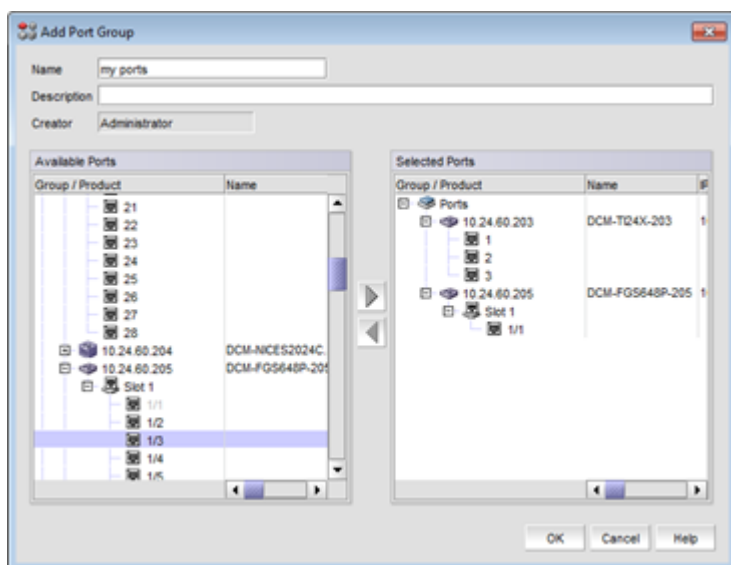 Add Port Group
Name my ports
Description
Creator Administrator
Available Ports
Group / Product Name
21
22
23
24
25
26
27
28
10.24.60.204 DCM-NICES2024C.
10.24.60.205 DCM-FGS648P-205
Slot 1
1/1
1/2
1/3
1/4
1/5
Selected Ports
Group / Product Name IP
Ports
10.24.60.203 DCM-TI24X-203 1
1
2
3
10.24.60.205 DCM-FGS648P-205 1
Slot 1
1/1
OK Cancel Help